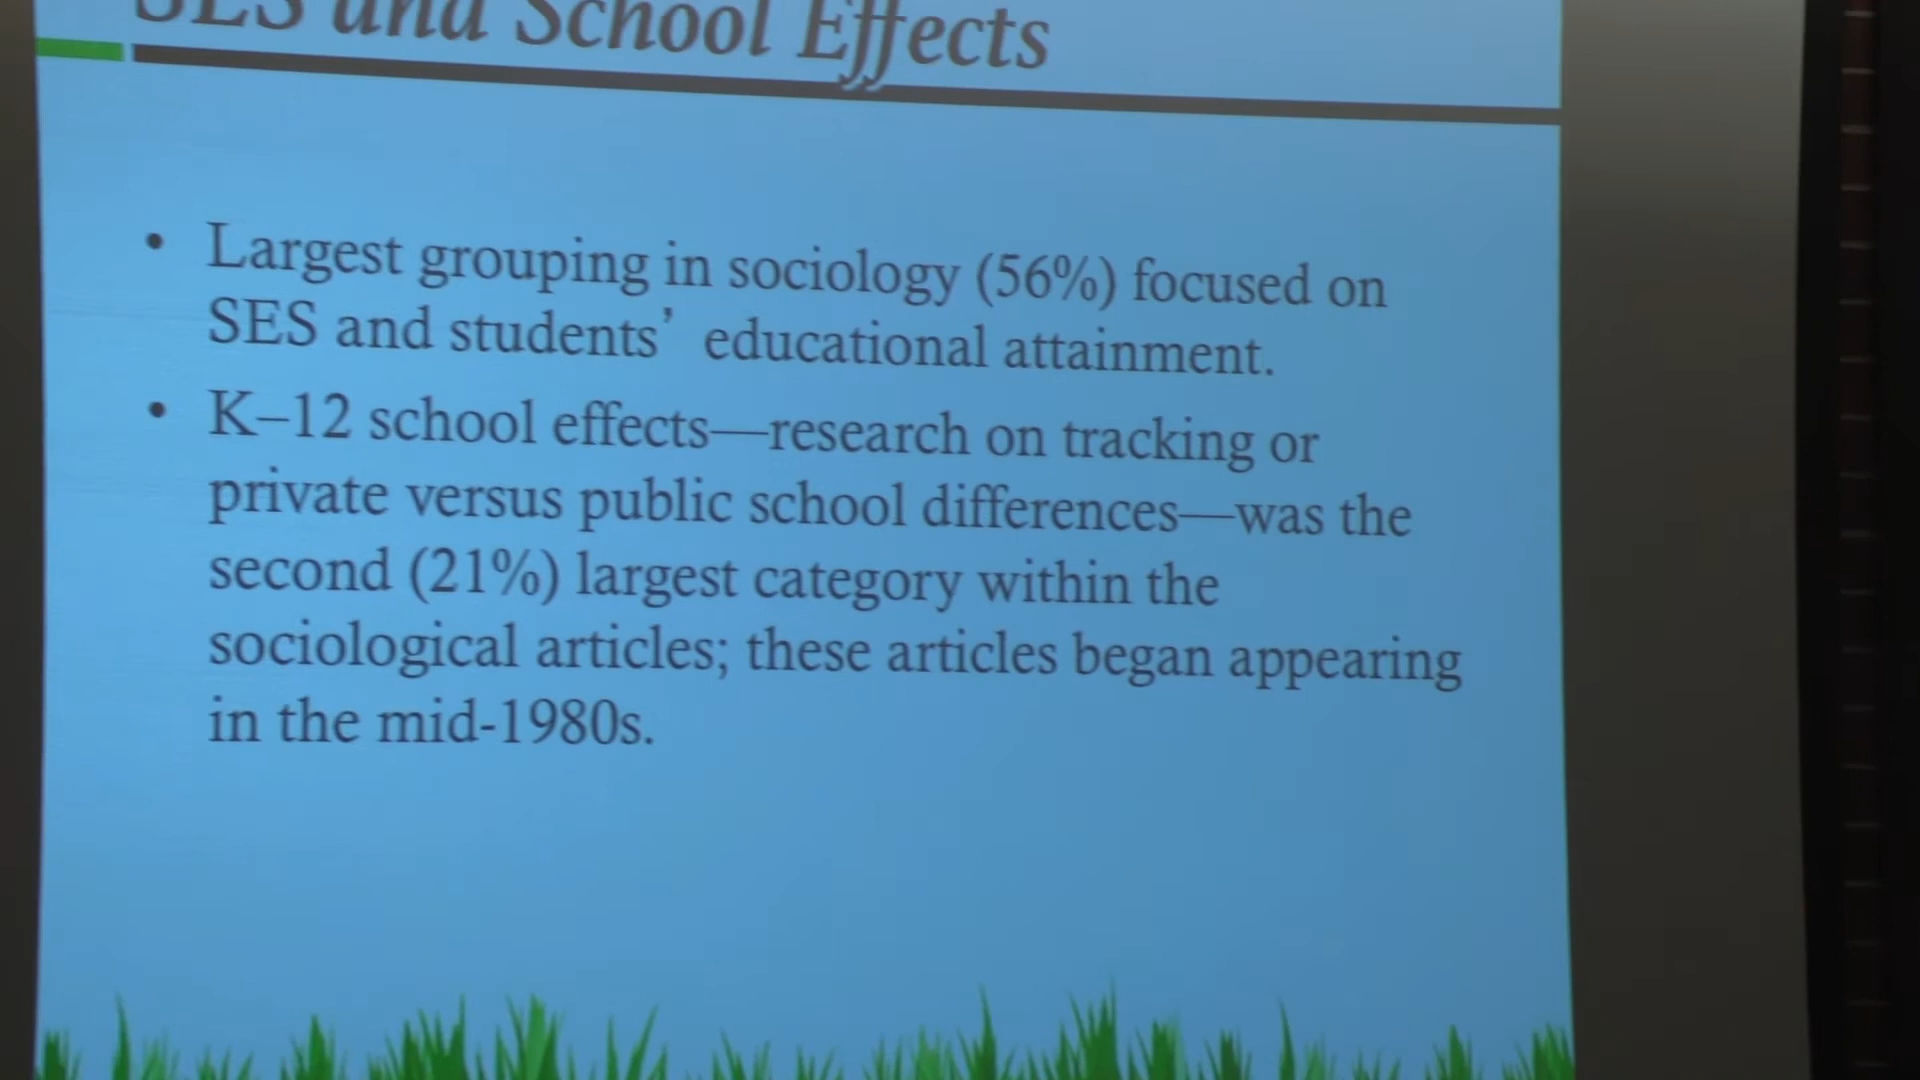 SES and School Effects
• Largest grouping in sociology (56%) focused on
SES and students’ educational attainment.
• K–12 school effects—research on tracking or
private versus public school differences—was the
second (21%) largest category within the
sociological articles; these articles began appearing
in the mid-1980s.